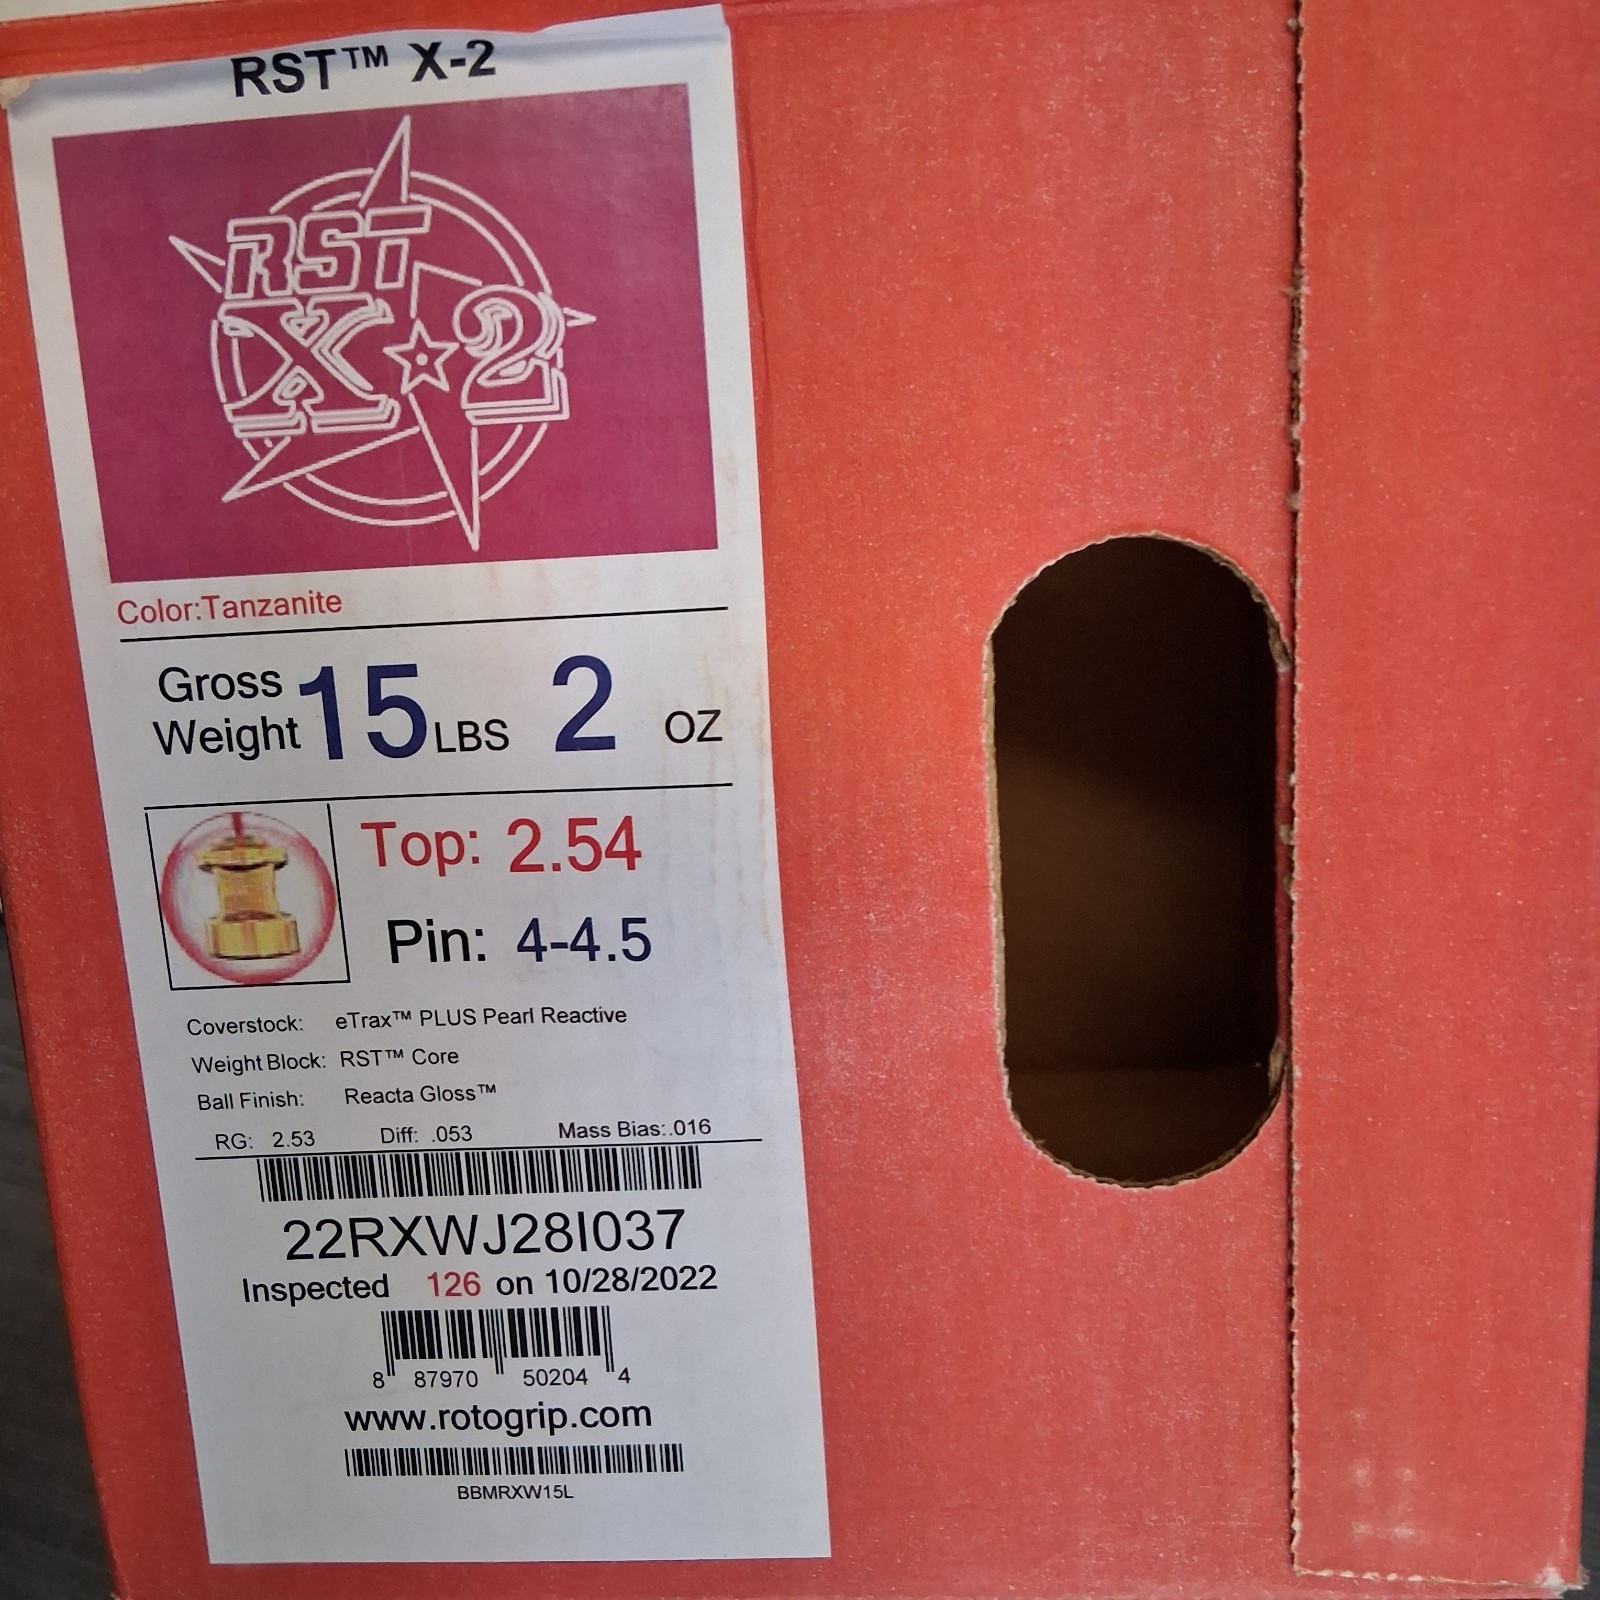 RST™ X-2
RST
X 2
Color:Tanzanite
Gross Weight 15 LBS 2 OZ
Top: 2.54
Pin: 4-4.5
Coverstock: eTrax™ PLUS Pearl Reactive
Weight Block: RST™ Core
Ball Finish: Reacta Gloss™
RG: 2.53 Diff: .053 Mass Bias:.016
22RXWJ28I037
Inspected 126 on 10/28/2022
8 87970 50204 4
www.rotogrip.com
BBMRXW15L